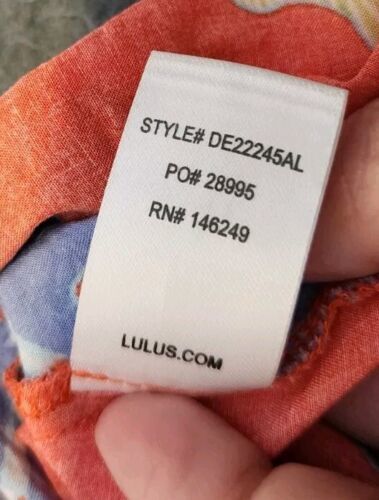 STYLE# DE22245AL
PO# 28995
RN# 146249
LULUS.COM